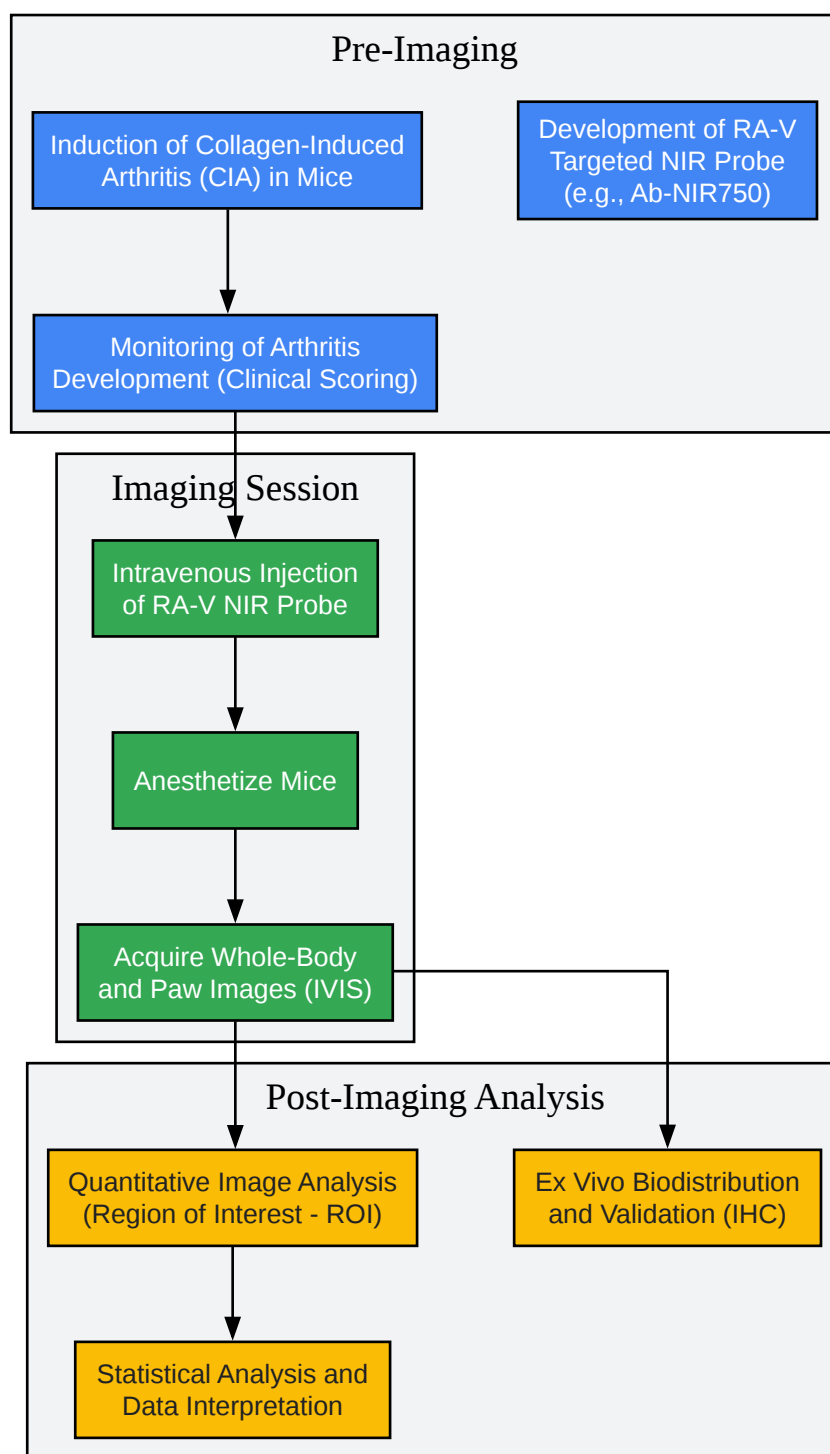 Pre-Imaging
Induction of Collagen-Induced
Arthritis (CIA) in Mice
Development of RA-V
Targeted NIR Probe
(e.g., Ab-NIR750)
Monitoring of Arthritis
Development (Clinical Scoring)
Imaging Session
Intravenous Injection
of RA-V NIR Probe
Anesthetize Mice
Acquire Whole-Body
and Paw Images (IVIS)
Post-Imaging Analysis
Quantitative Image Analysis
(Region of Interest - ROI)
Ex Vivo Biodistribution
and Validation (IHC)
Statistical Analysis and
Data Interpretation